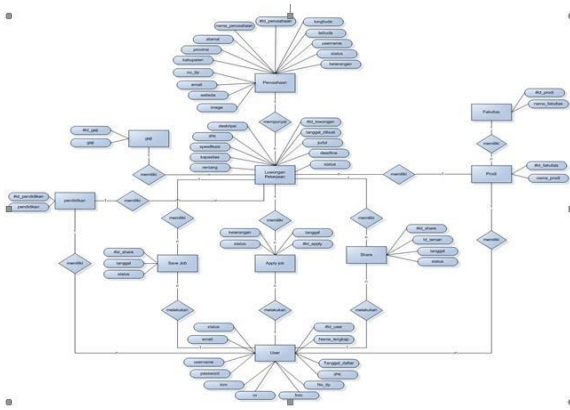 #id_perusahaan
nama_perusahaan
longitude
alamat
latitude
provinsi
username
kabupaten
status
no_tlp
keterangan
email
Perusahaan
website
image
mempunyai
#id_prodi
Fakultas
nama_fakultas
deskripsi
#id_lowongan
tanggal_dibuat
#id_gaji
gaji
spesifikasi
judul
kapasitas
deadline
rentang
status
memiliki
Lowongan
Pekerjaan
memiliki
memiliki
Prodi
#id_fakultas
nama_prodi
#id_pendidikan
pendidikan
pendidikan
memiliki
memiliki
memiliki
memiliki
memiliki
keterangan
tanggal
status
#id_apply
#id_share
#id_share
id_teman
tanggal
Save Job
Apply job
Share
tanggal
status
status
memiliki
melakukan
melakukan
melakukan
status
#id_user
email
Nama_lengkap
User
username
Tanggal_daftar
password
No_tlp
cv
foto